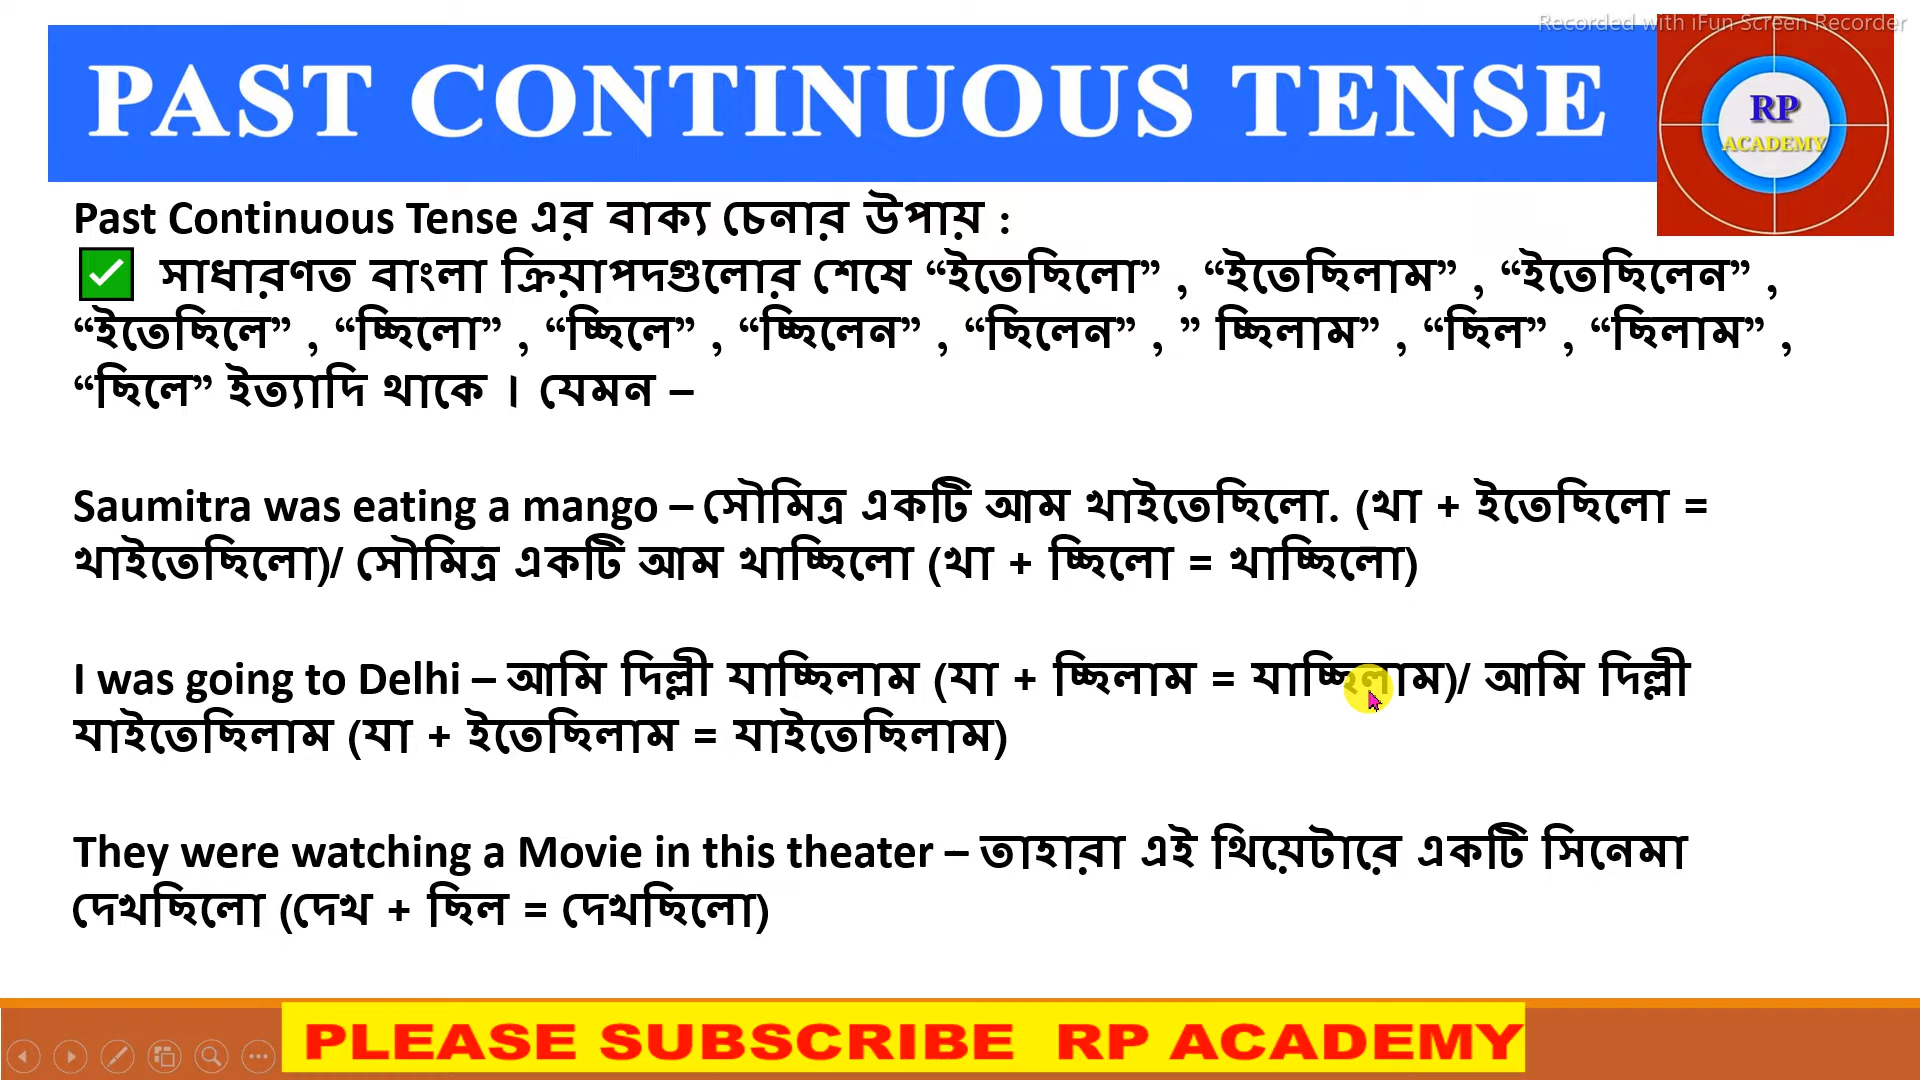 Recorded with iFun Screen Recorder
PAST CONTINUOUS TENSE
RP
ACADEMY
Past Continuous Tense এর বাক্য চেনার উপায় :
✓ সাধারণত বাংলা ক্রিয়াপদগুলোর শেষে “ইতেছিলো” , “ইতেছিলাম” , “ইতেছিলেন” ,
“ইতেছিলে” , “চ্ছিলো” , “চ্ছিলে” , “চ্ছিলেন” , “ছিলেন” , ” চ্ছিলাম” , “ছিল” , “ছিলাম” ,
“ছিলে” ইত্যাদি থাকে । যেমন –
Saumitra was eating a mango – সৌমিত্র একটি আম খাইতেছিলো. (খা + ইতেছিলো =
খাইতেছিলো)/ সৌমিত্র একটি আম খাচ্ছিলো (খা + চ্ছিলো = খাচ্ছিলো)
I was going to Delhi – আমি দিল্লী যাচ্ছিলাম (যা + চ্ছিলাম = যাচ্ছিলাম)/ আমি দিল্লী
যাইতেছিলাম (যা + ইতেছিলাম = যাইতেছিলাম)
They were watching a Movie in this theater – তাহারা এই থিয়েটারে একটি সিনেমা
দেখছিলো (দেখ + ছিল = দেখছিলো)
PLEASE SUBSCRIBE RP ACADEMY